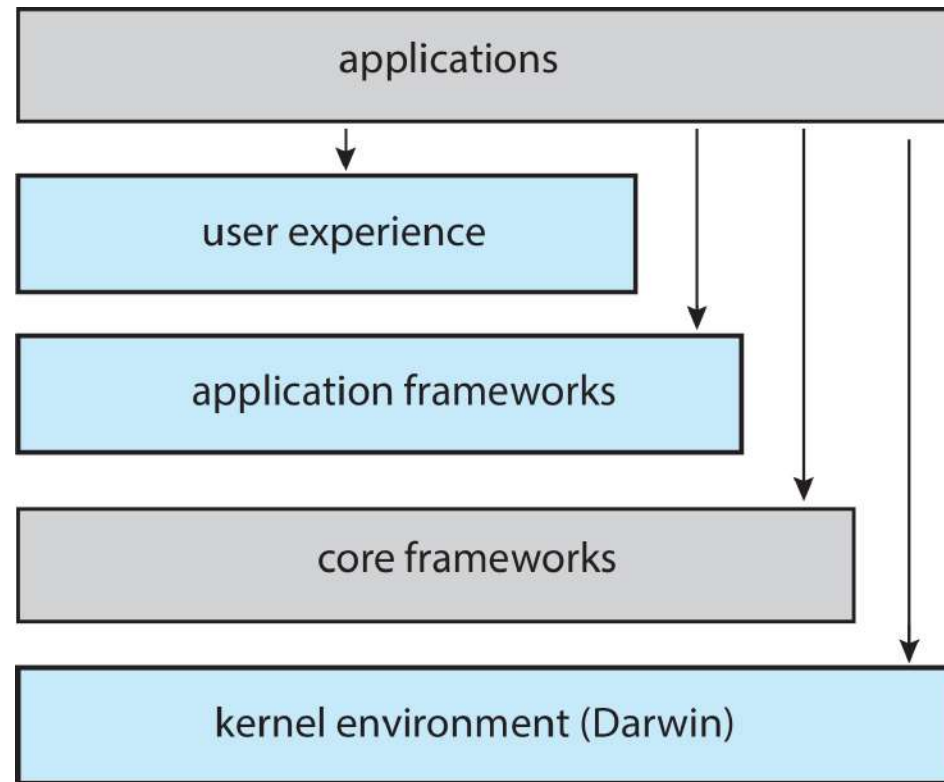 applications
user experience
application frameworks
core frameworks
kernel environment (Darwin)